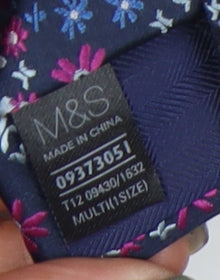 M&S
MADE IN CHINA
09373051
T12 09430/1632
MULTI(1SIZE)